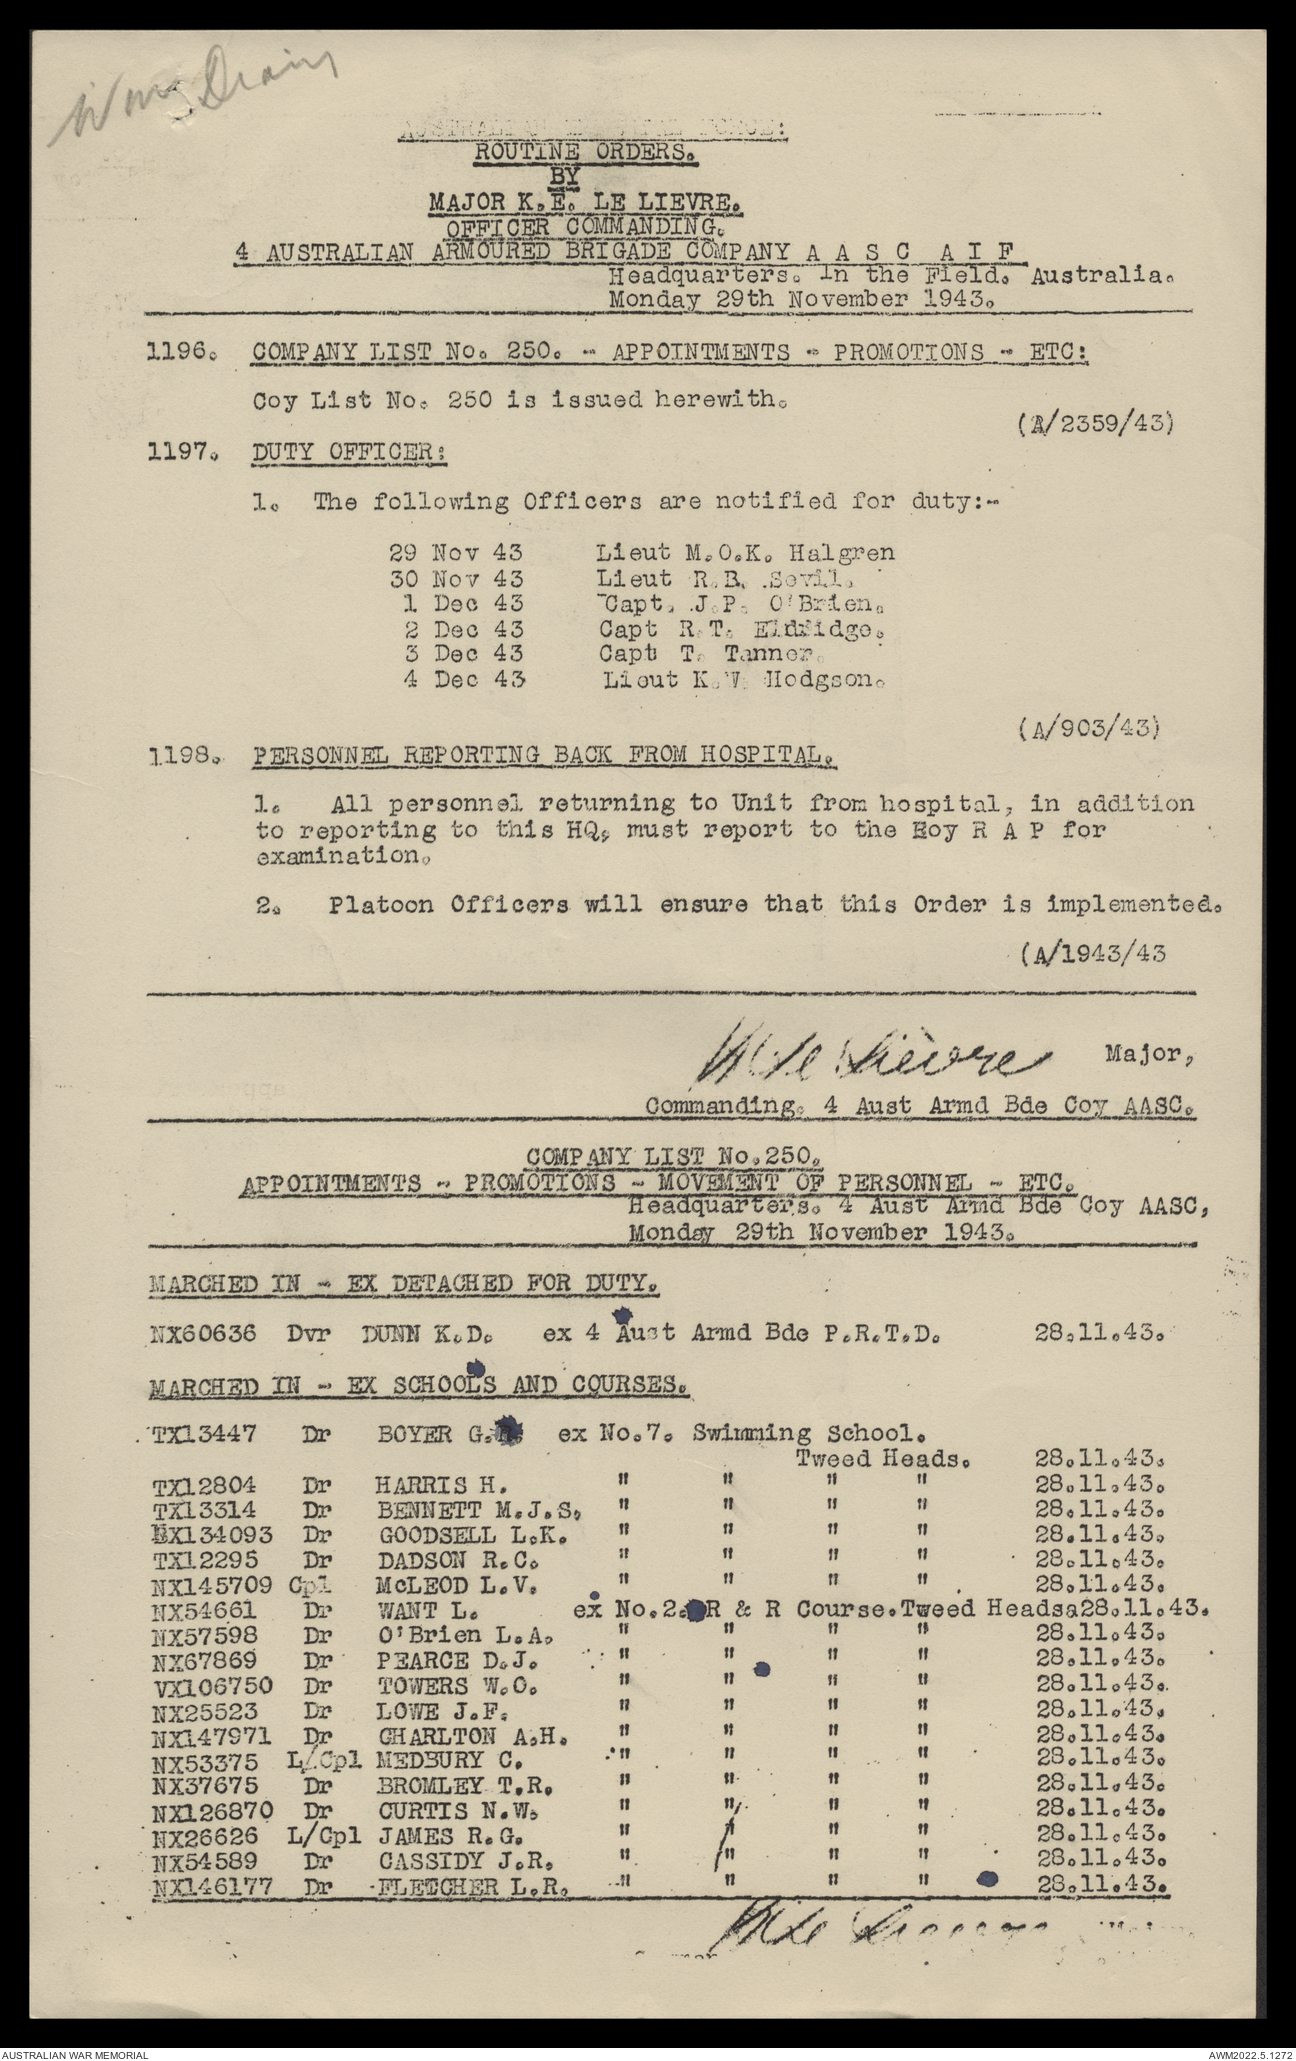 War Diary
AUSTRALIAN IMPERIAL FORCE:
ROUTINE ORDERS.
BY
MAJOR K.E. LE LIEVRE.
OFFICER COMMANDING.
4 AUSTRALIAN ARMOURED BRIGADE COMPANY A A S C A I F
Headquarters. In the Field. Australia.
Monday 29th November 1943.
1196. COMPANY LIST No. 250. - APPOINTMENTS - PROMOTIONS - ETC:
Coy List No. 250 is issued herewith.
(A/2359/43)
1197. DUTY OFFICER:
1. The following Officers are notified for duty:-
29 Nov 43 Lieut M.O.K. Halgren
30 Nov 43 Lieut R.B. Sevil.
1 Dec 43 Capt. J.P. O'Brien.
2 Dec 43 Capt R.T. Eldridge.
3 Dec 43 Capt T. Tanner.
4 Dec 43 Lieut K.W. Hodgson.
(A/903/43)
1198. PERSONNEL REPORTING BACK FROM HOSPITAL.
1. All personnel returning to Unit from hospital, in addition
to reporting to this HQ, must report to the Eoy R A P for
examination.
2. Platoon Officers will ensure that this Order is implemented.
(A/1943/43
K Le Lievre Major,
Commanding. 4 Aust Armd Bde Coy AASC.
COMPANY LIST No.250.
APPOINTMENTS - PROMOTIONS - MOVEMENT OF PERSONNEL - ETC.
Headquarters. 4 Aust Armd Bde Coy AASC,
Monday 29th November 1943.
MARCHED IN - EX DETACHED FOR DUTY.
NX60636 Dvr DUNN K.D. ex 4 Aust Armd Bde P.R.T.D. 28.11.43.
MARCHED IN - EX SCHOOLS AND COURSES.
TX13447 Dr BOYER G. ex No.7. Swimming School.
Tweed Heads. 28.11.43.
TX12804 Dr HARRIS H. " " " " 28.11.43.
TX13314 Dr BENNETT M.J.S. " " " " 28.11.43.
NX134093 Dr GOODSELL L.K. " " " " 28.11.43.
TX12295 Dr DADSON R.C. " " " " 28.11.43.
NX145709 Cpl McLEOD L.V. " " " " 28.11.43.
NX54661 Dr WANT L. ex No.2. R & R Course.Tweed Headsa28.11.43.
NX57598 Dr O'Brien L.A. " " " " 28.11.43.
NX67869 Dr PEARCE D.J. " " " " 28.11.43.
VX106750 Dr TOWERS W.O. " " " " 28.11.43.
NX25523 Dr LOWE J.F. " " " " 28.11.43.
NX147971 Dr CHARLTON A.H. " " " " 28.11.43.
NX53375 L/Cpl MEDBURY C. " " " " 28.11.43.
NX37675 Dr BROMLEY T.R. " " " " 28.11.43.
NX126870 Dr CURTIS N.W. " " " " 28.11.43.
NX26626 L/Cpl JAMES R.G. " " " " 28.11.43.
NX54589 Dr CASSIDY J.R. " " " " 28.11.43.
NX146177 Dr FLETCHER L.R. " " " " 28.11.43.
K Le Lievre
AUSTRALIAN WAR MEMORIAL AWM2022.5.1272